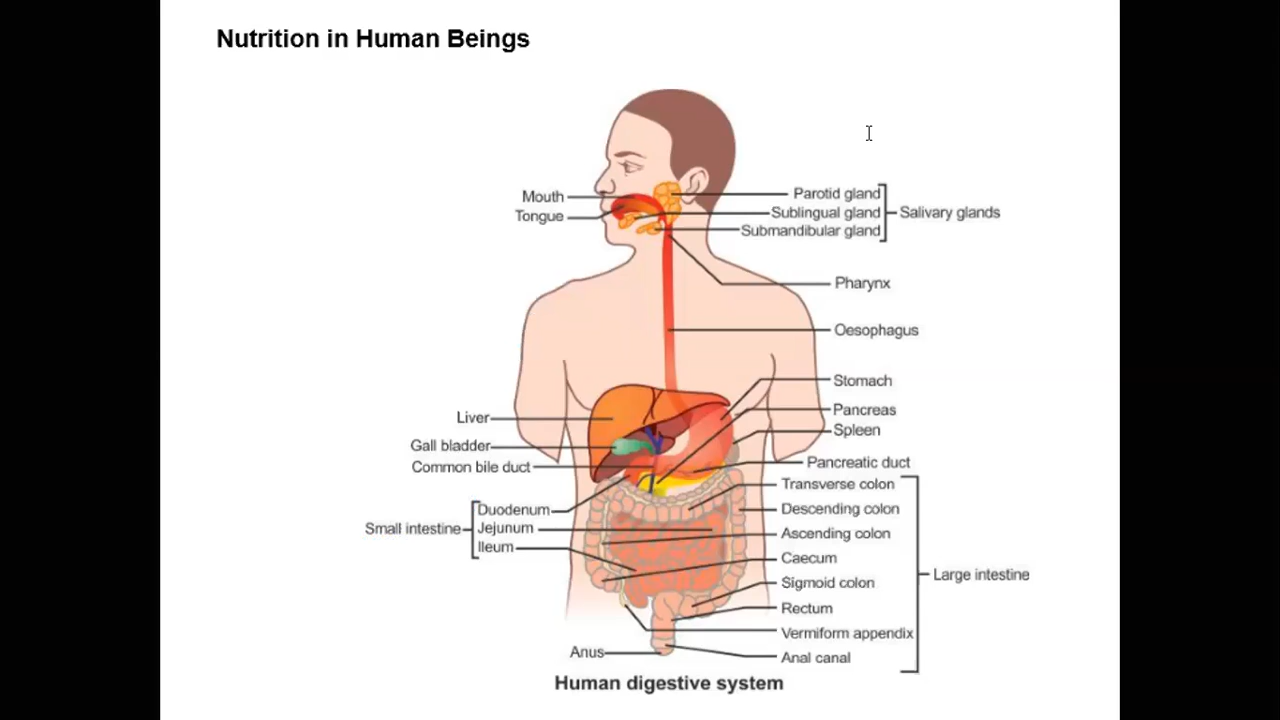 Nutrition in Human Beings
Mouth
Tongue
Parotid gland
Sublingual gland
Submandibular gland
Salivary glands
Pharynx
Oesophagus
Stomach
Pancreas
Spleen
Pancreatic duct
Liver
Gall bladder
Common bile duct
Small intestine
Duodenum
Jejunum
Ileum
Transverse colon
Descending colon
Ascending colon
Caecum
Sigmoid colon
Rectum
Vermiform appendix
Anal canal
Large intestine
Anus
Human digestive system